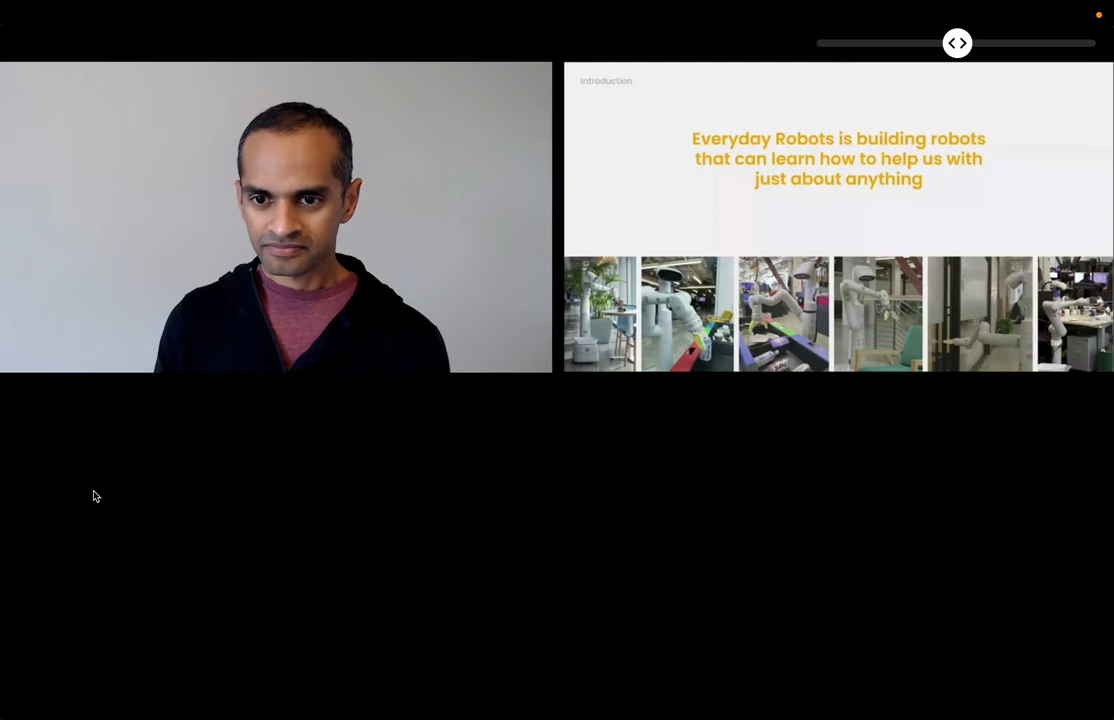 Introduction
Everyday Robots is building robots
that can learn how to help us with
just about anything